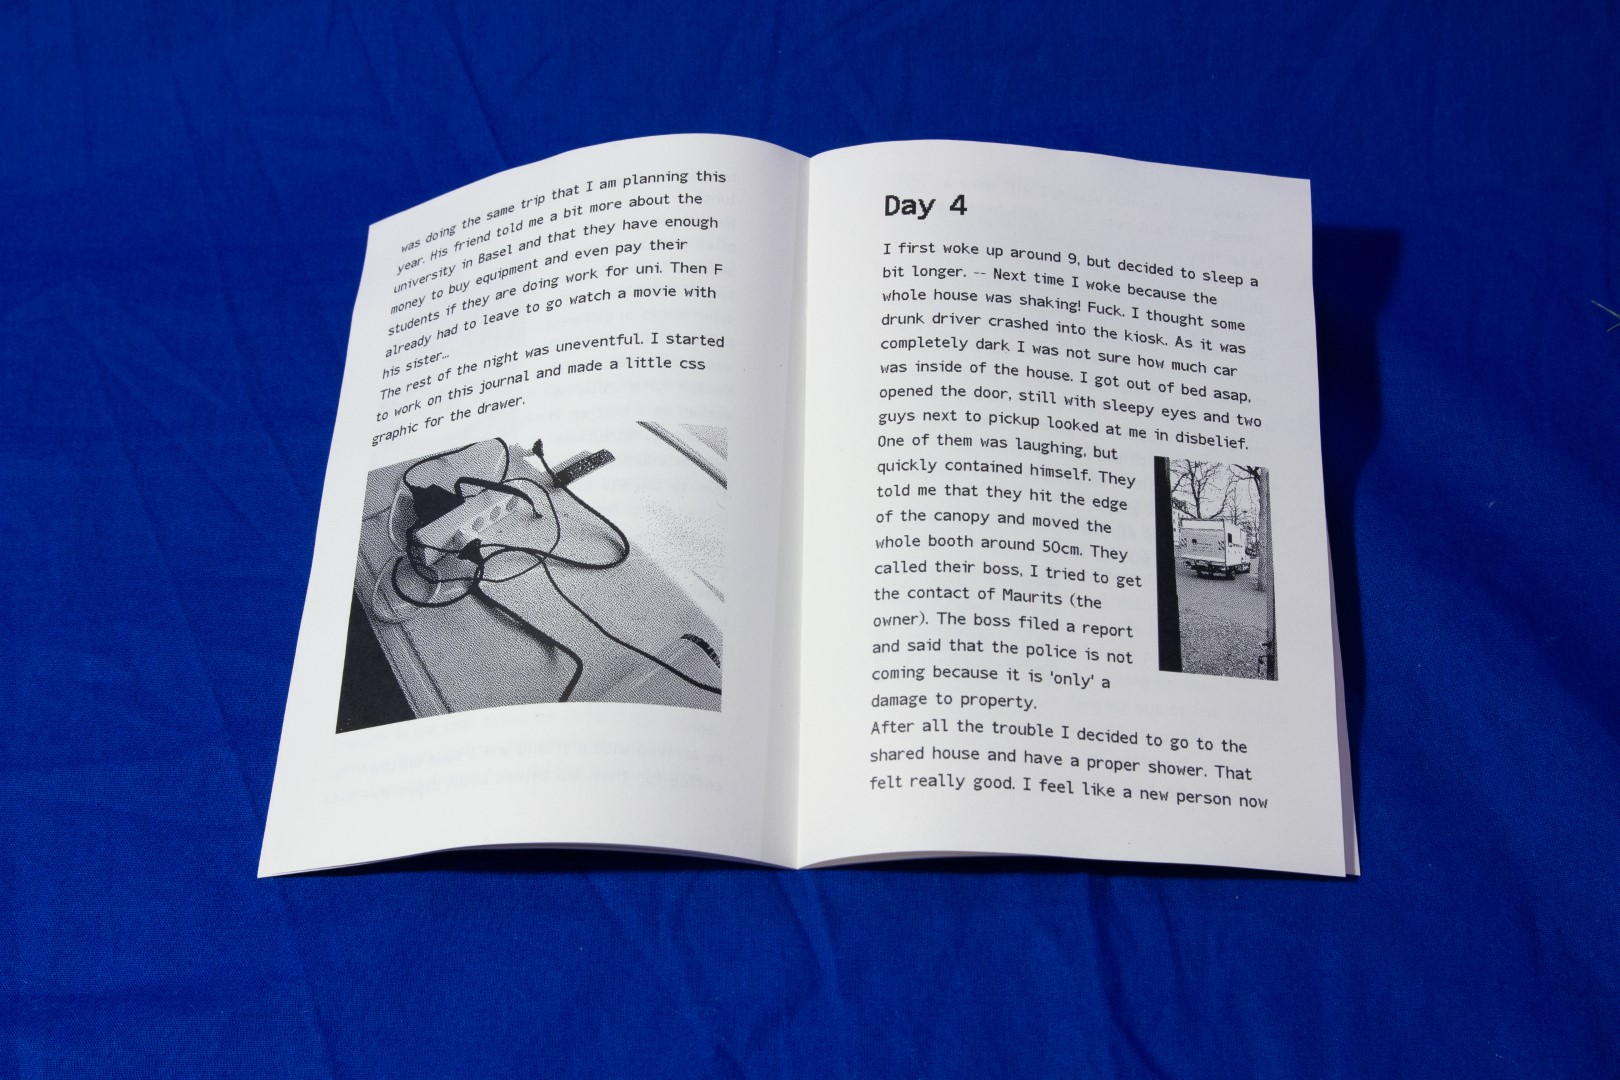 was doing the same trip that I am planning this
year. His friend told me a bit more about the
university in Basel and that they have enough
money to buy equipment and even pay their
students if they are doing work for uni. Then F
already had to leave to go watch a movie with
his sister…
The rest of the night was uneventful. I started
to work on this journal and made a little css
graphic for the drawer.
Day 4
I first woke up around 9, but decided to sleep a
bit longer. -- Next time I woke because the
whole house was shaking! Fuck. I thought some
drunk driver crashed into the kiosk. As it was
completely dark I was not sure how much car
was inside of the house. I got out of bed asap,
opened the door, still with sleepy eyes and two
guys next to pickup looked at me in disbelief.
One of them was laughing, but
quickly contained himself. They
told me that they hit the edge
of the canopy and moved the
whole booth around 50cm. They
called their boss, I tried to get
the contact of Maurits (the
owner). The boss filed a report
and said that the police is not
coming because it is 'only' a
damage to property.
After all the trouble I decided to go to the
shared house and have a proper shower. That
felt really good. I feel like a new person now